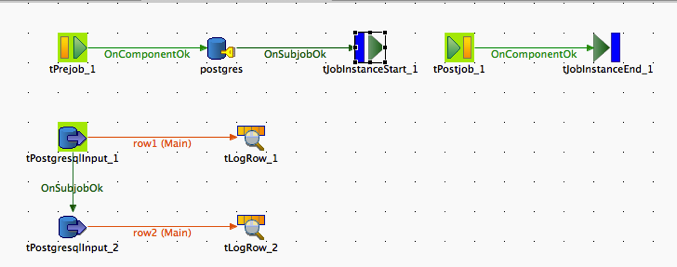 OnComponentOk
OnSubjobOk
OnComponentOk
tPrejob_1
postgres
tJobInstanceStart_1
tPostjob_1
tJobInstanceEnd_1
row1 (Main)
tPostgresqlInput_1
tLogRow_1
OnSubjobOk
row2 (Main)
tPostgresqlInput_2
tLogRow_2